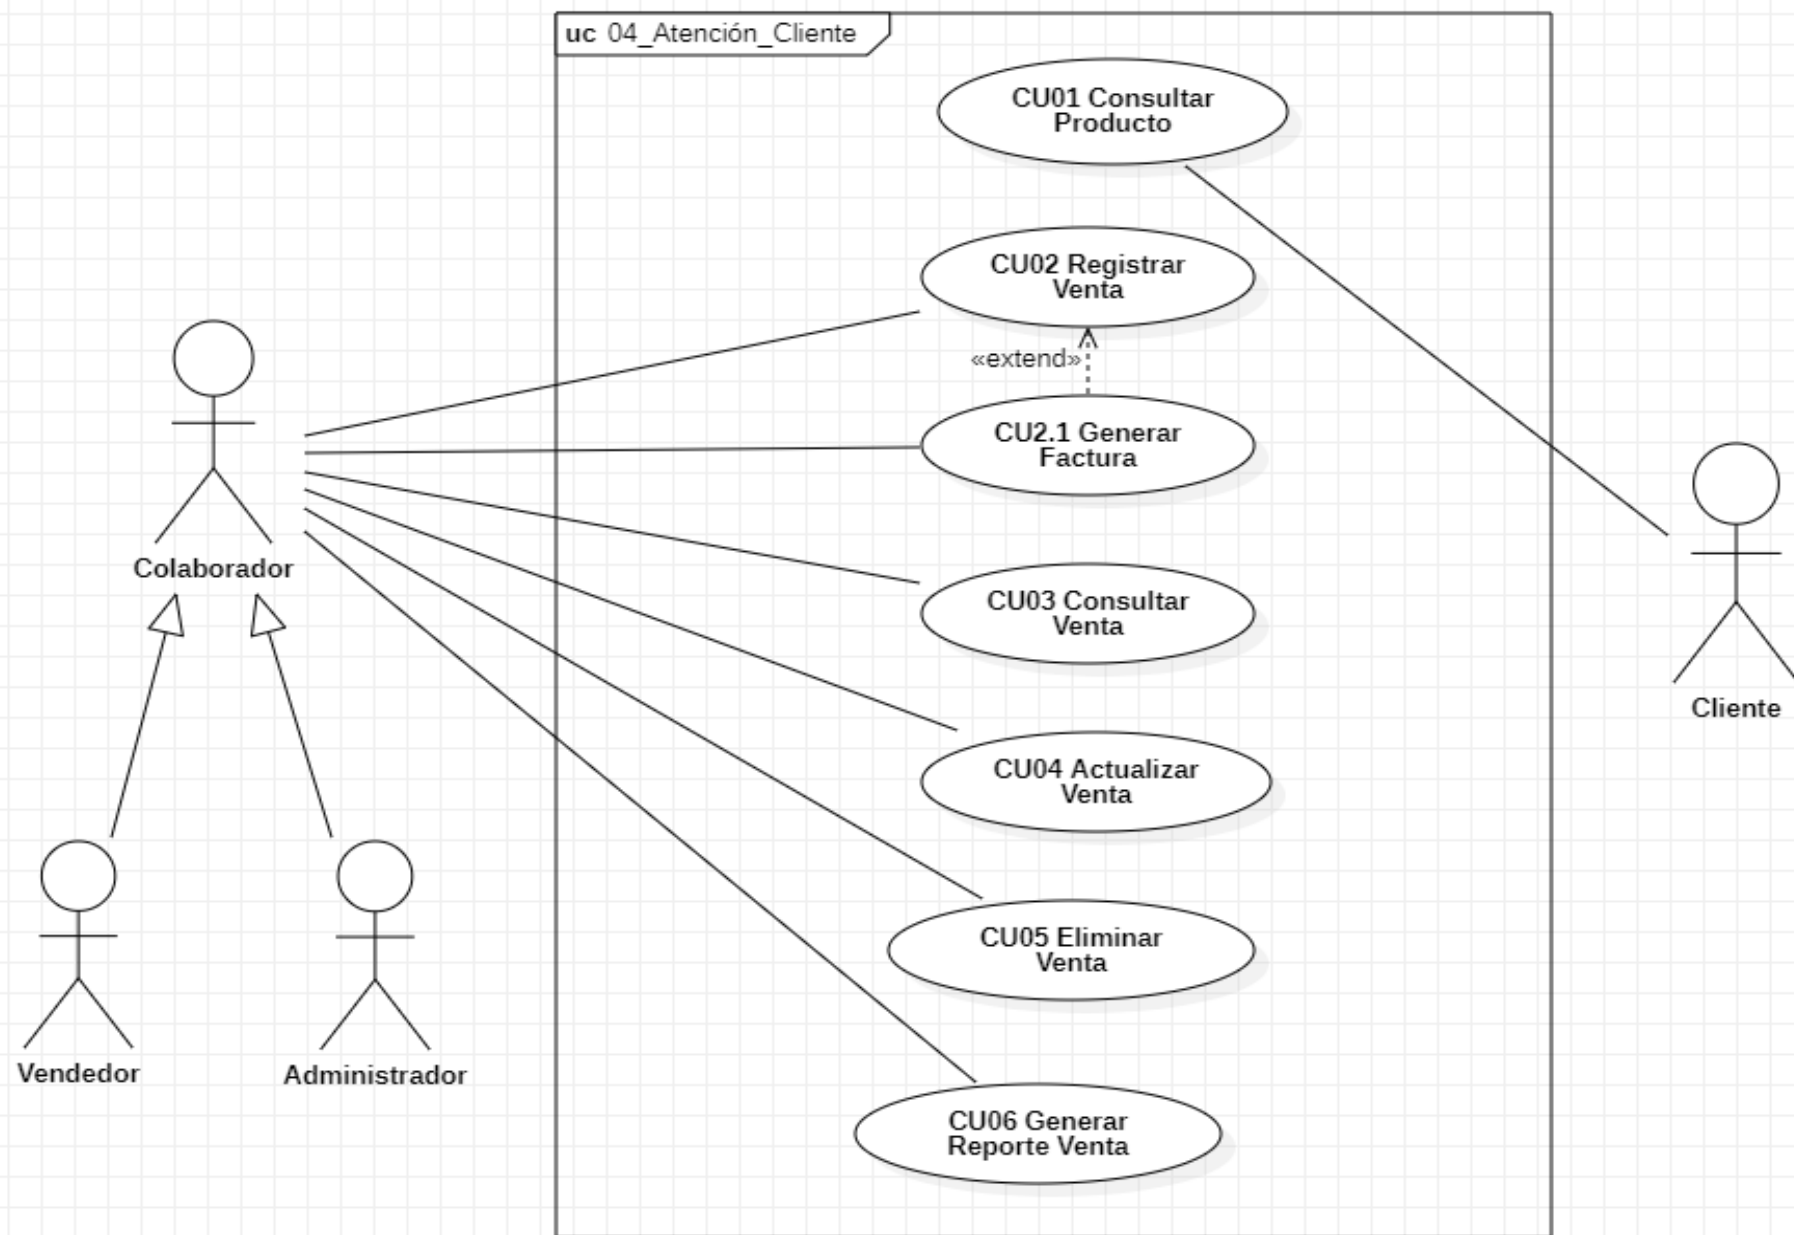 uc 04_Atención_Cliente
CU01 Consultar
Producto
CU02 Registrar
Venta
«extend»
CU2.1 Generar
Factura
Colaborador
CU03 Consultar
Venta
Cliente
CU04 Actualizar
Venta
CU05 Eliminar
Venta
Vendedor
Administrador
CU06 Generar
Reporte Venta